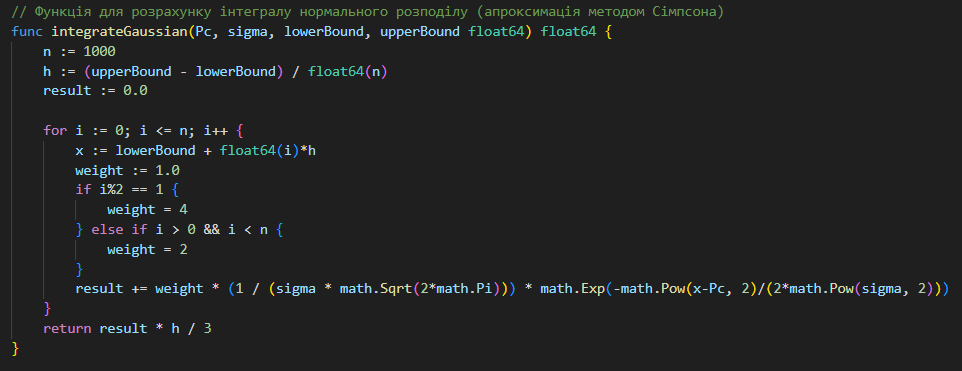 // Функція для розрахунку інтегралу нормального розподілу (апроксимація методом Сімпсона)
func integrateGaussian(Pc, sigma, lowerBound, upperBound float64) float64 {
    n := 1000
    h := (upperBound - lowerBound) / float64(n)
    result := 0.0

    for i := 0; i <= n; i++ {
        x := lowerBound + float64(i)*h
        weight := 1.0
        if i%2 == 1 {
            weight = 4
        } else if i > 0 && i < n {
            weight = 2
        }
        result += weight * (1 / (sigma * math.Sqrt(2*math.Pi))) * math.Exp(-math.Pow(x-Pc, 2)/(2*math.Pow(sigma, 2)))
    }
    return result * h / 3
}